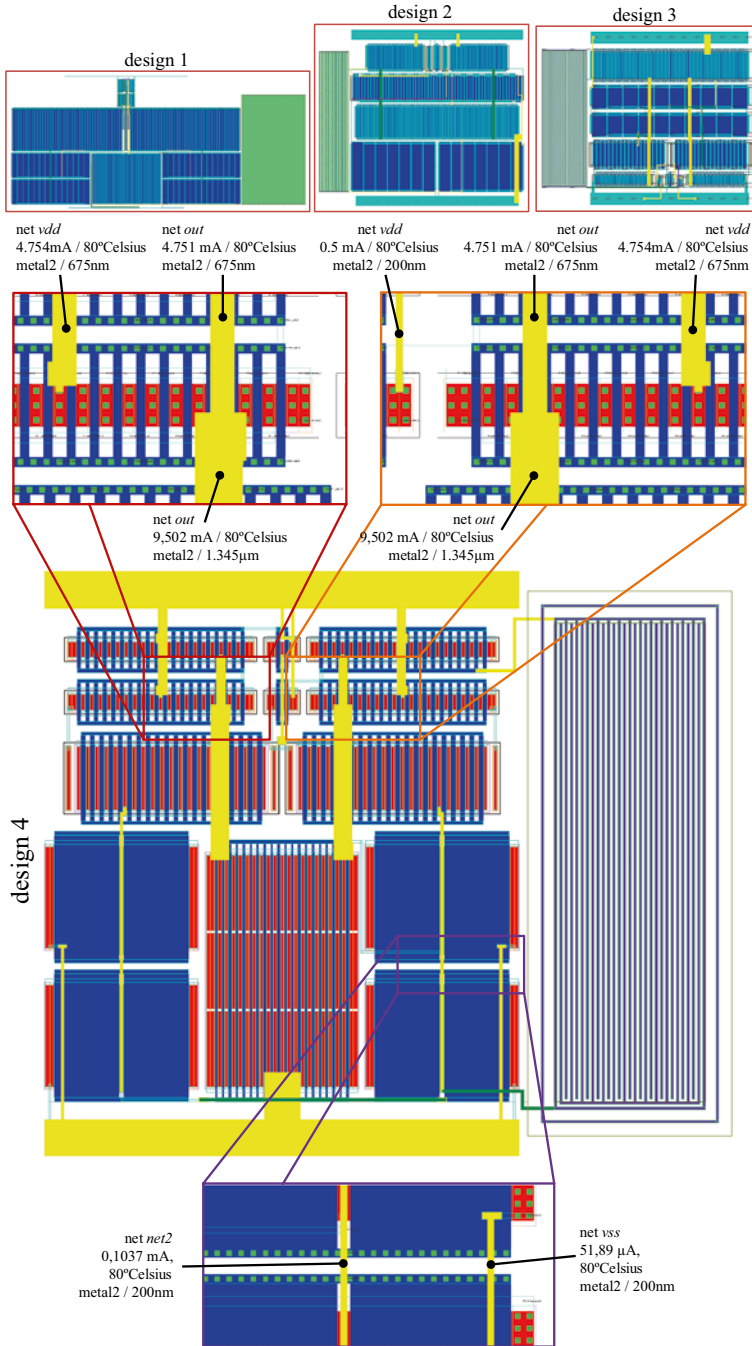 design 1
design 2
design 3
net vdd
4.754mA / 80ºCelsius
metal2 / 675nm
net out
4.751 mA / 80ºCelsius
metal2 / 675nm
net vdd
0.5 mA / 80ºCelsius
metal2 / 200nm
net out
4.751 mA / 80ºCelsius
metal2 / 675nm
net vdd
4.754mA / 80ºCelsius
metal2 / 675nm
net out
9,502 mA / 80ºCelsius
metal2 / 1.345µm
net out
9,502 mA / 80ºCelsius
metal2 / 1.345µm
design 4
net net2
0,1037 mA,
80ºCelsius
metal2 / 200nm
net vss
51,89 µA,
80ºCelsius
metal2 / 200nm